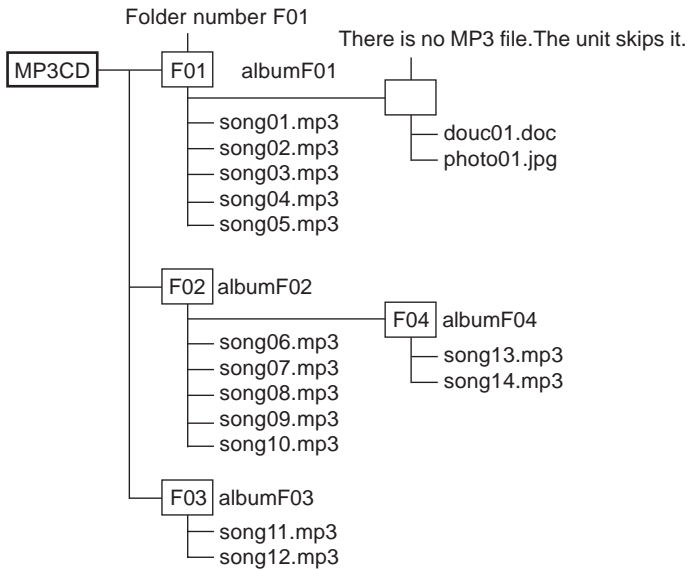 Folder number F01
There is no MP3 file.The unit skips it.
MP3CD
F01
albumF01
song01.mp3
song02.mp3
song03.mp3
song04.mp3
song05.mp3
douc01.doc
photo01.jpg
F02
albumF02
song06.mp3
song07.mp3
song08.mp3
song09.mp3
song10.mp3
F04
albumF04
song13.mp3
song14.mp3
F03
albumF03
song11.mp3
song12.mp3